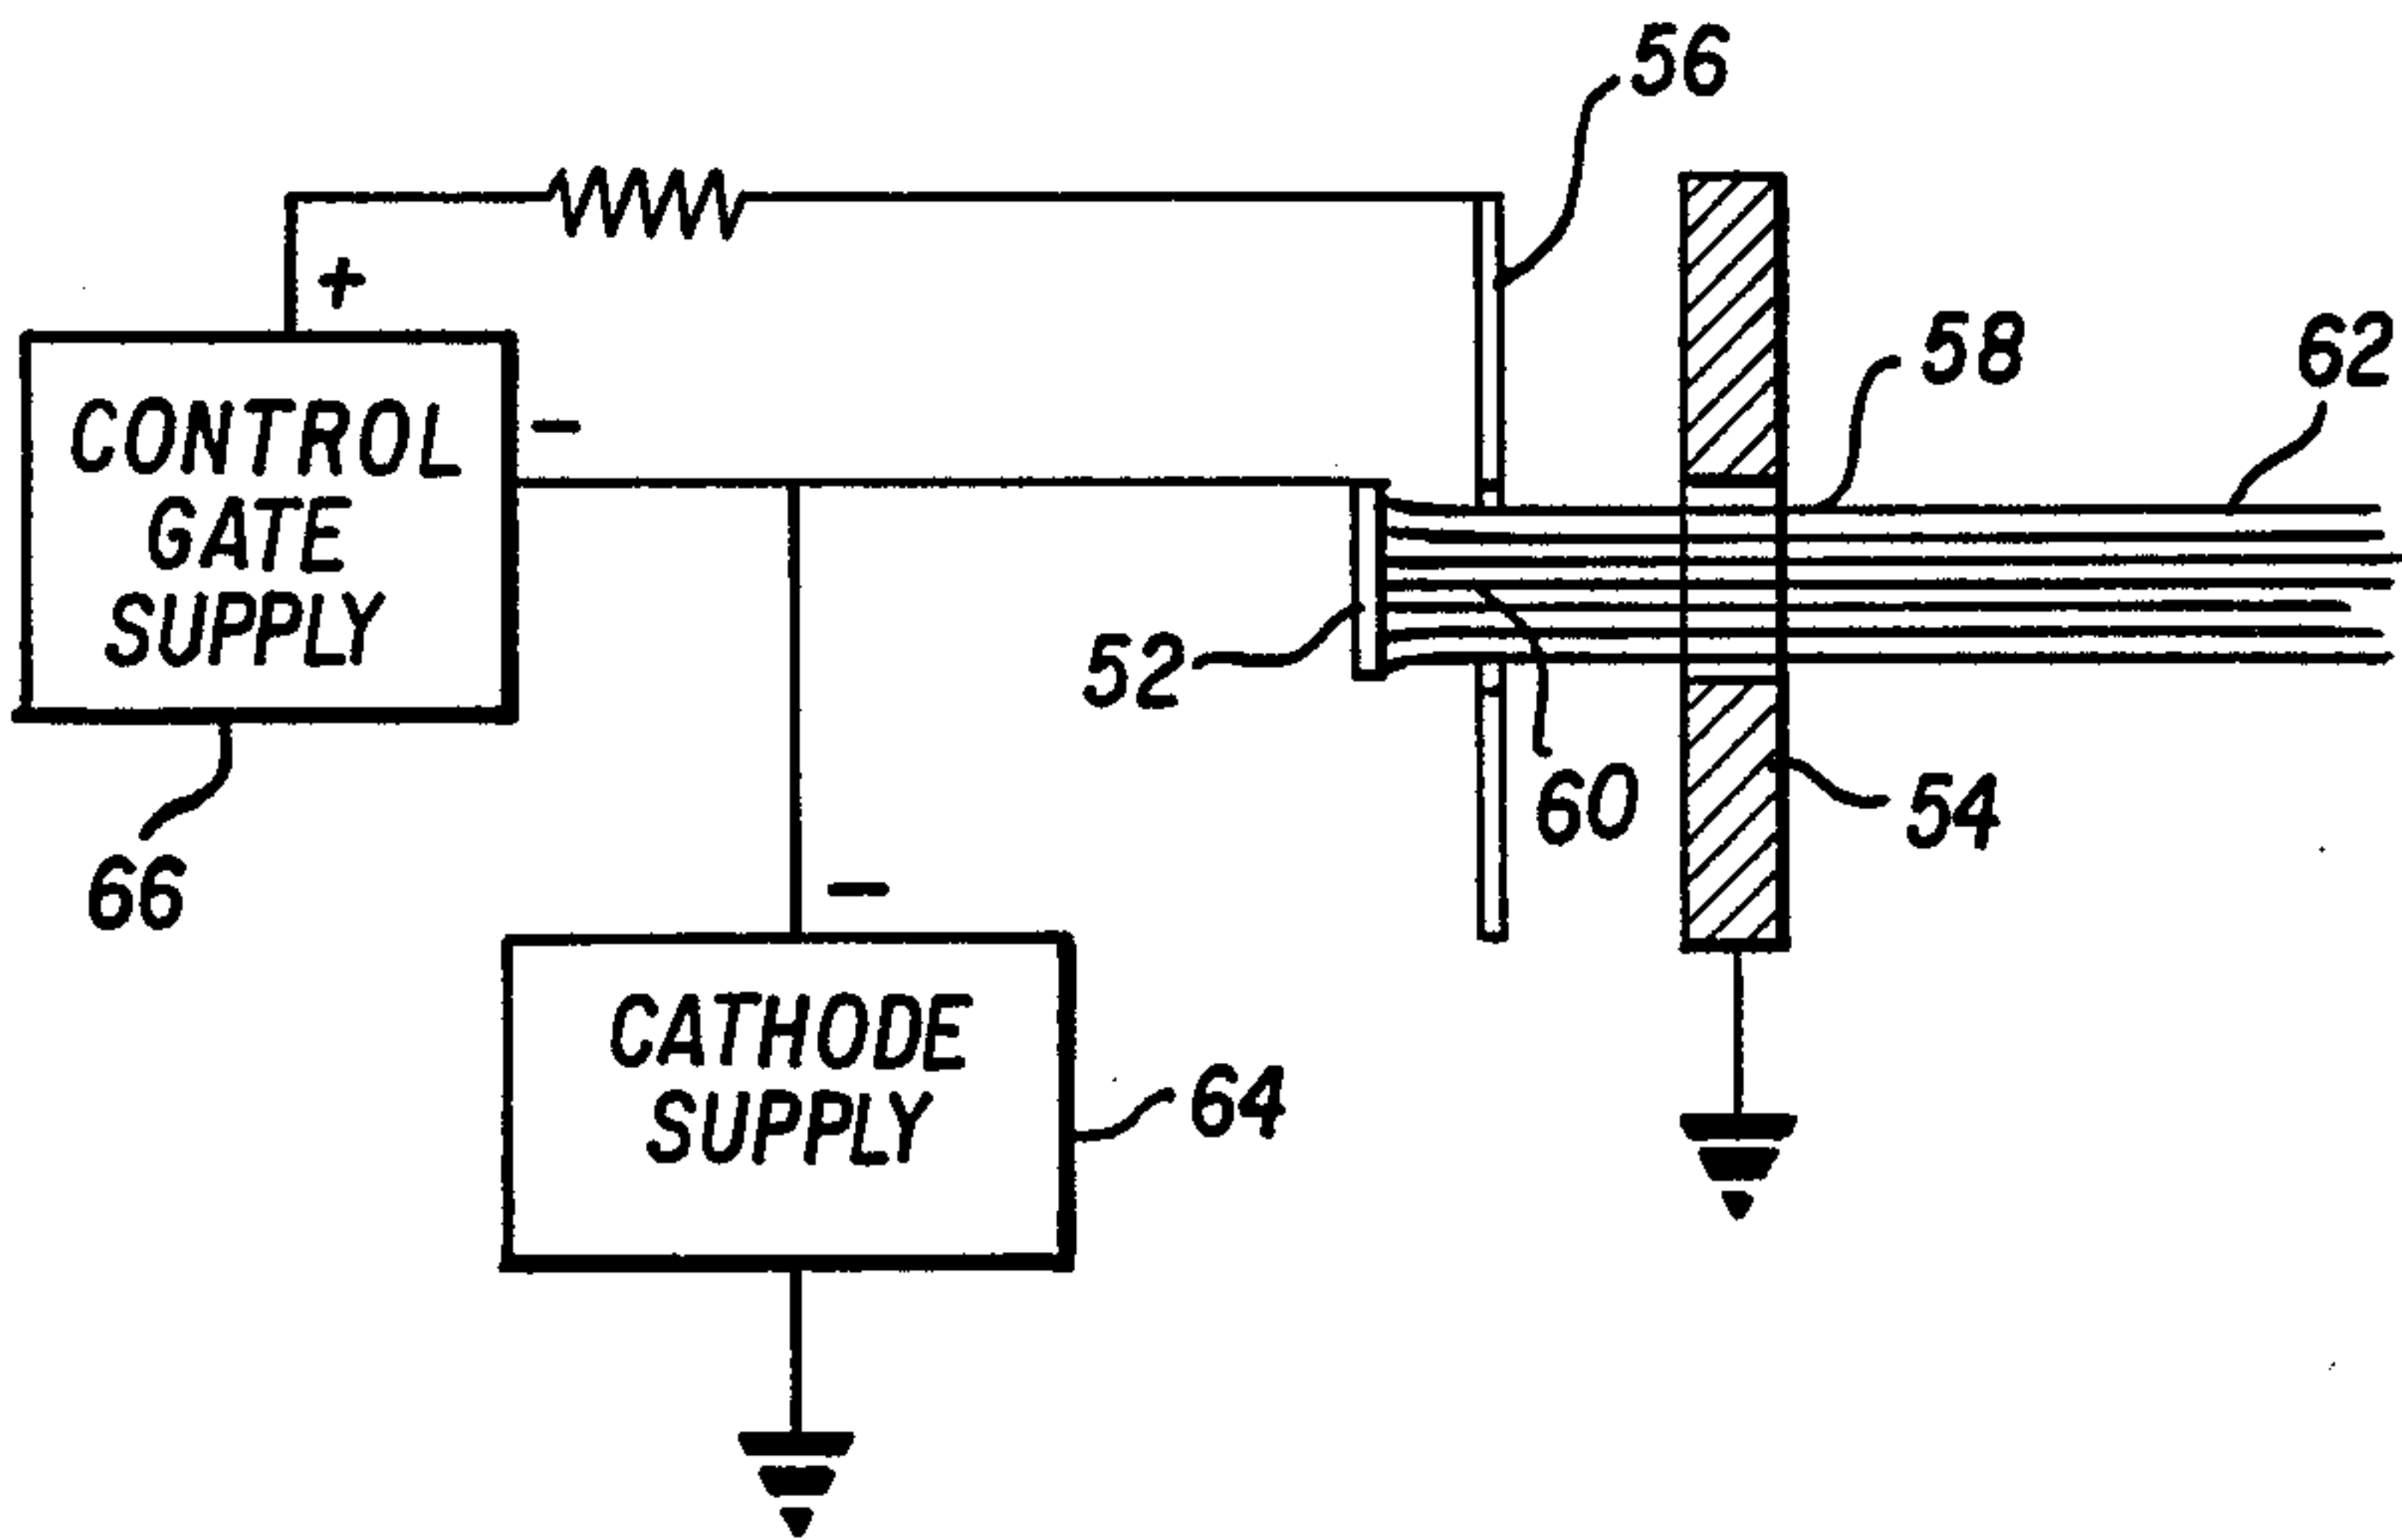 56
+
58
62
CONTROL
GATE
SUPPLY
-
52
60
54
66
-
CATHODE
SUPPLY
64